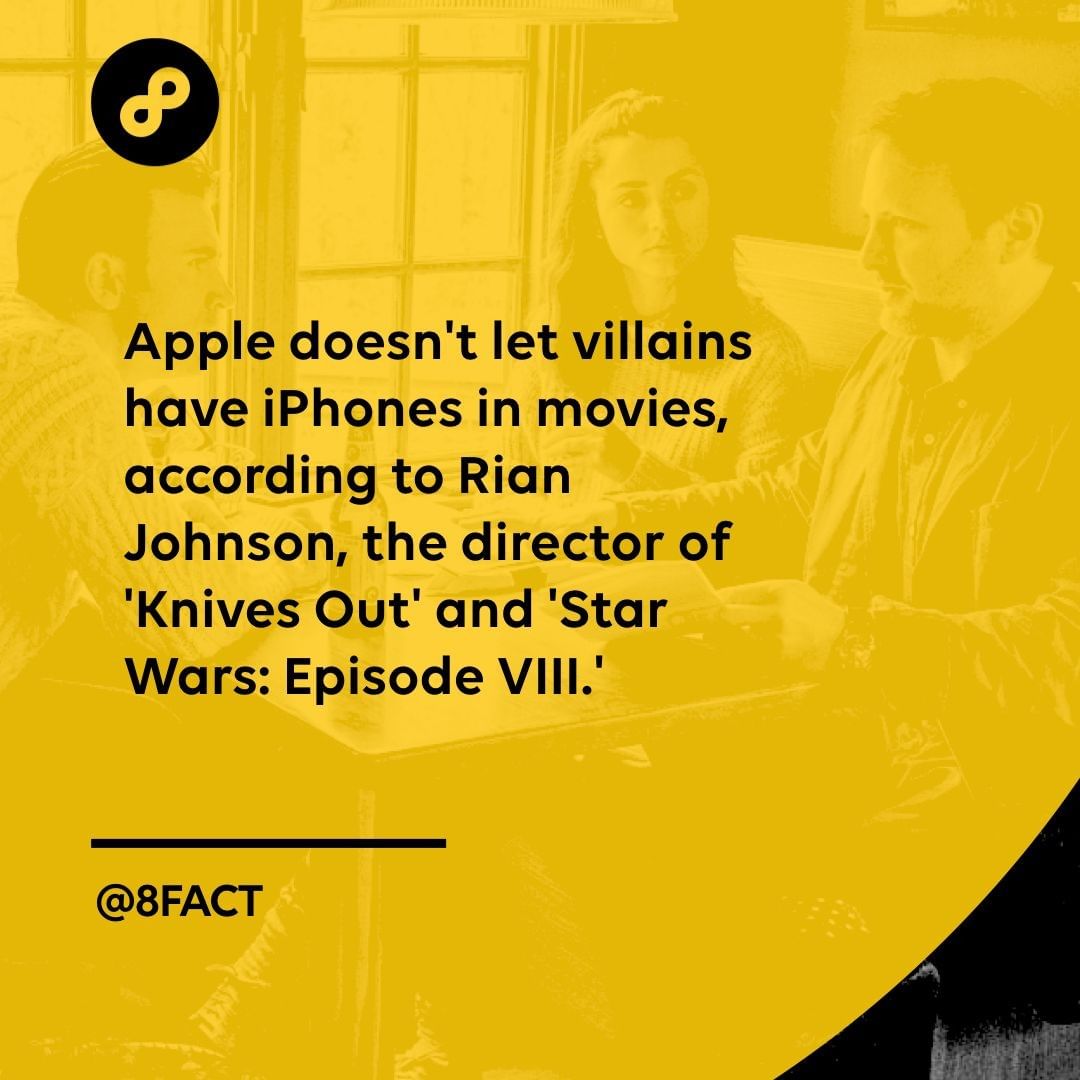 Apple doesn't let villains
have iPhones in movies,
according to Rian
Johnson, the director of
'Knives Out' and 'Star
Wars: Episode VIII.'
@8FACT